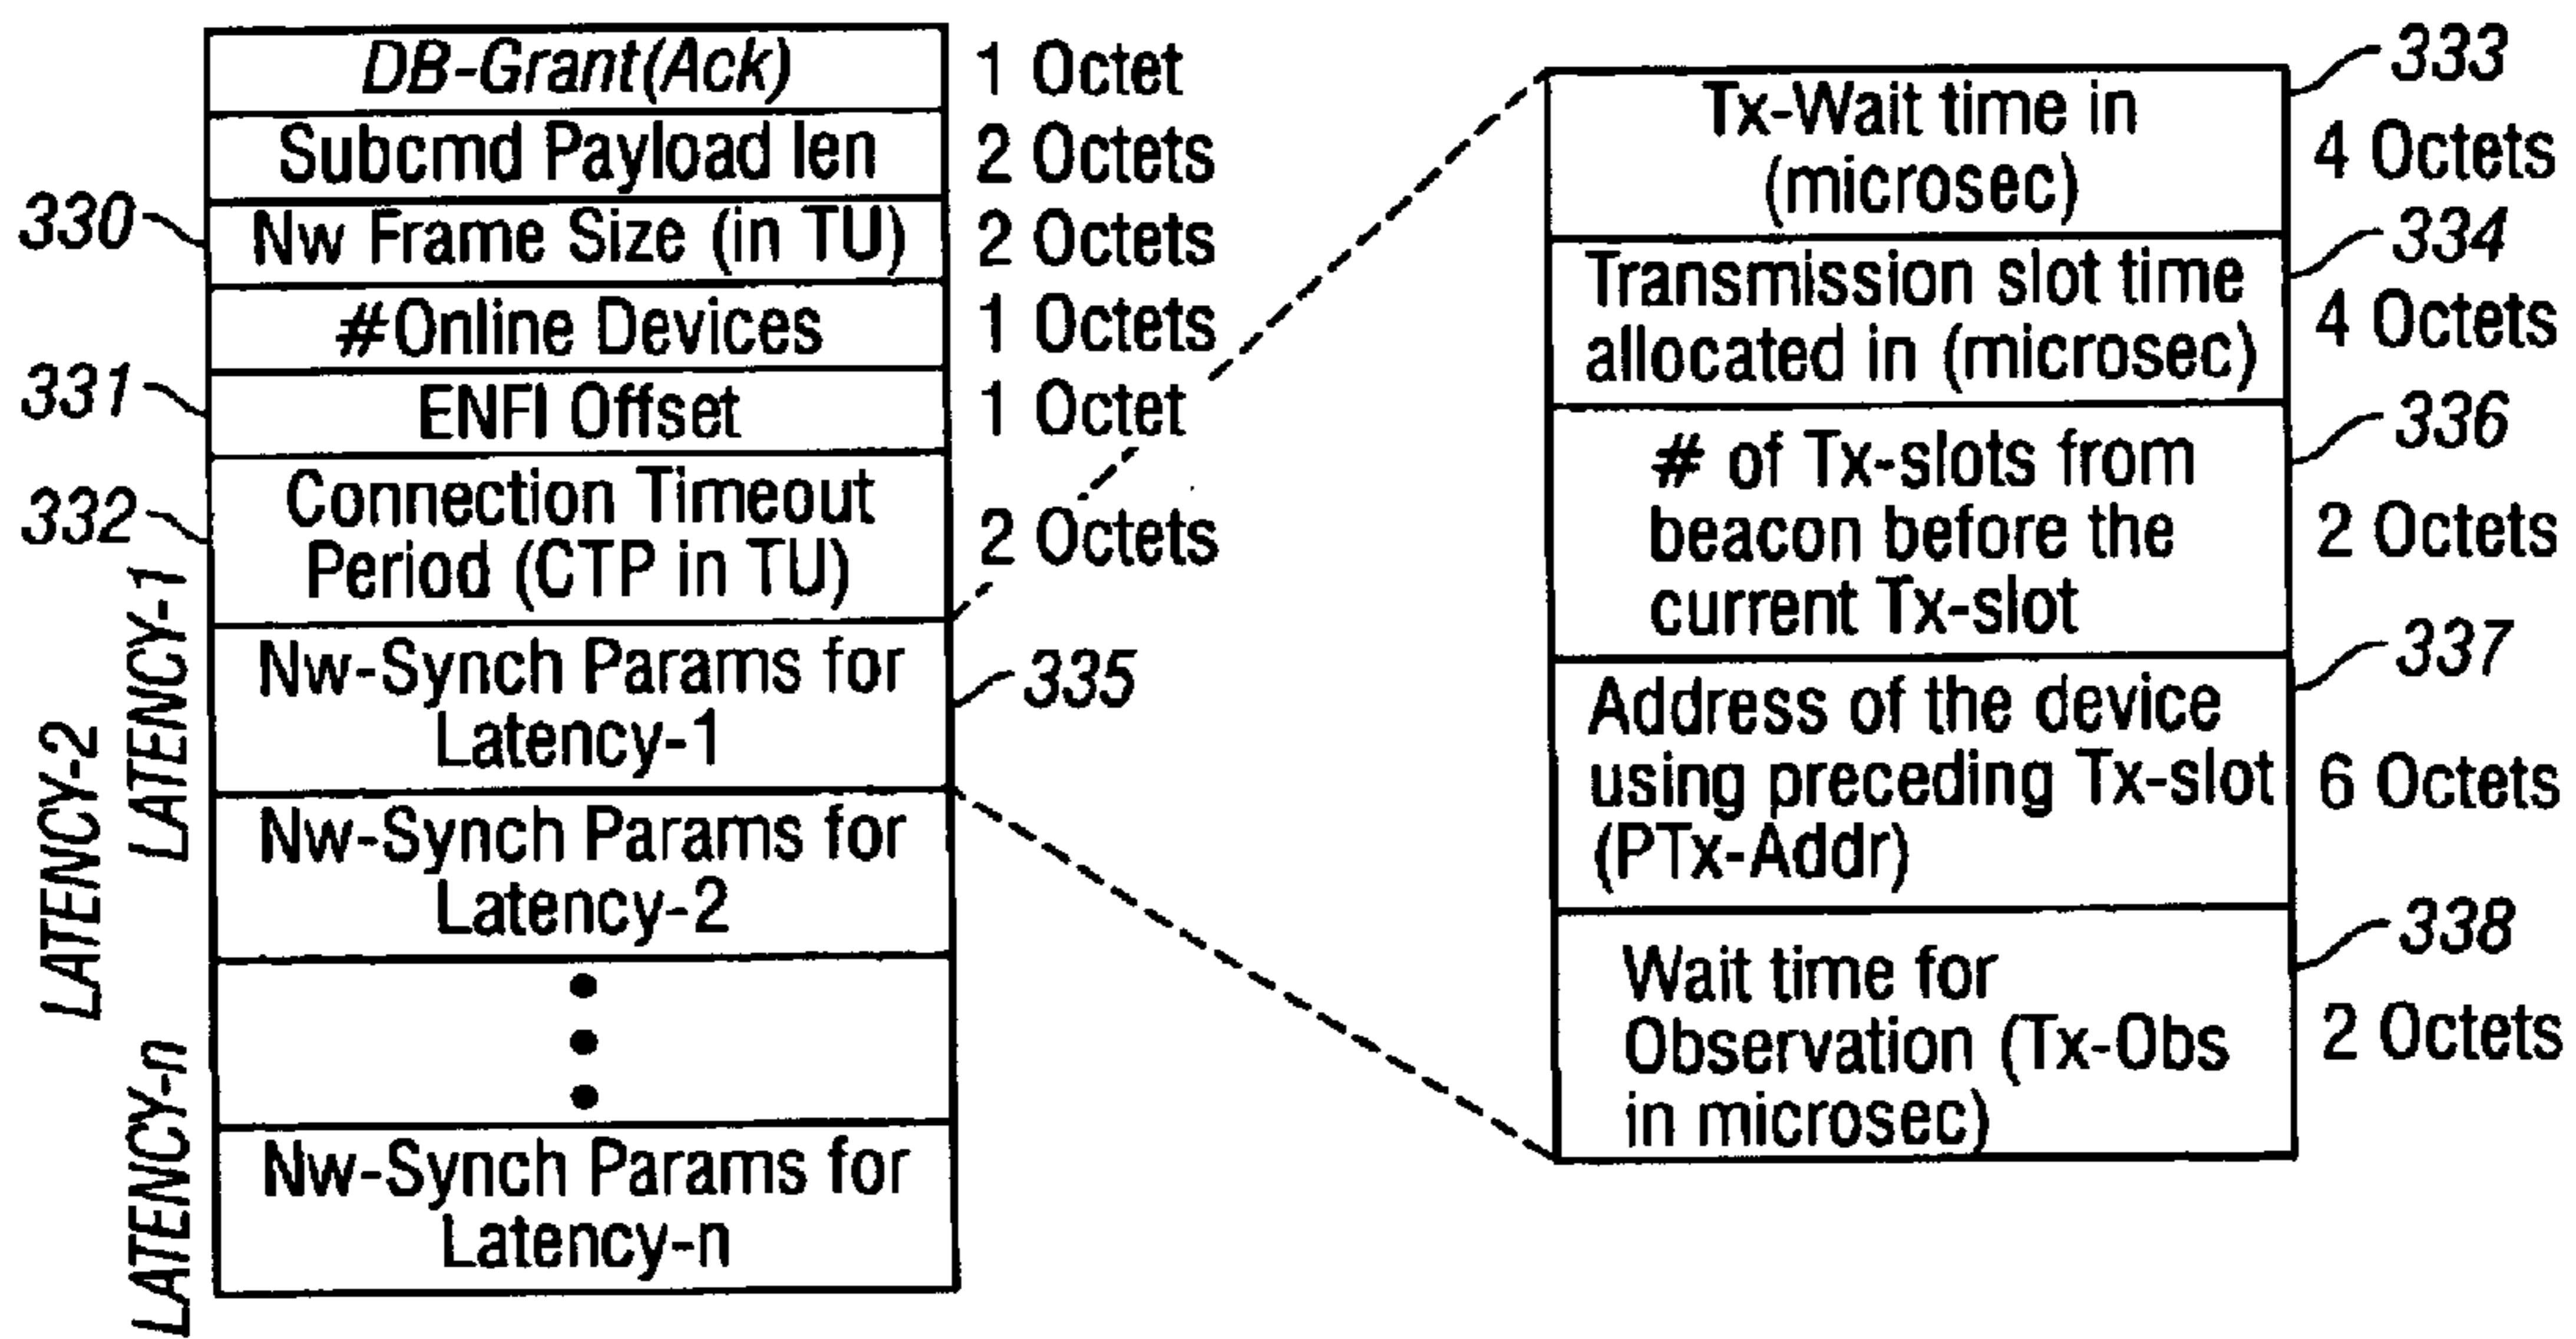 DB-Grant(Ack) 1 Octet
Subcmd Payload len 2 Octets
330 Nw Frame Size (in TU) 2 Octets
#Online Devices 1 Octets
331 ENFI Offset 1 Octet
332 Connection Timeout
Period (CTP in TU) 2 Octets
LATENCY-1
Nw-Synch Params for
Latency-1
335
LATENCY-2
Nw-Synch Params for
Latency-2
LATENCY-n
Nw-Synch Params for
Latency-n
333
Tx-Wait time in
(microsec)
4 Octets
334
Transmission slot time
allocated in (microsec)
4 Octets
336
# of Tx-slots from
beacon before the
current Tx-slot
2 Octets
337
Address of the device
using preceding Tx-slot
(PTx-Addr)
6 Octets
338
Wait time for
Observation (Tx-Obs
in microsec)
2 Octets